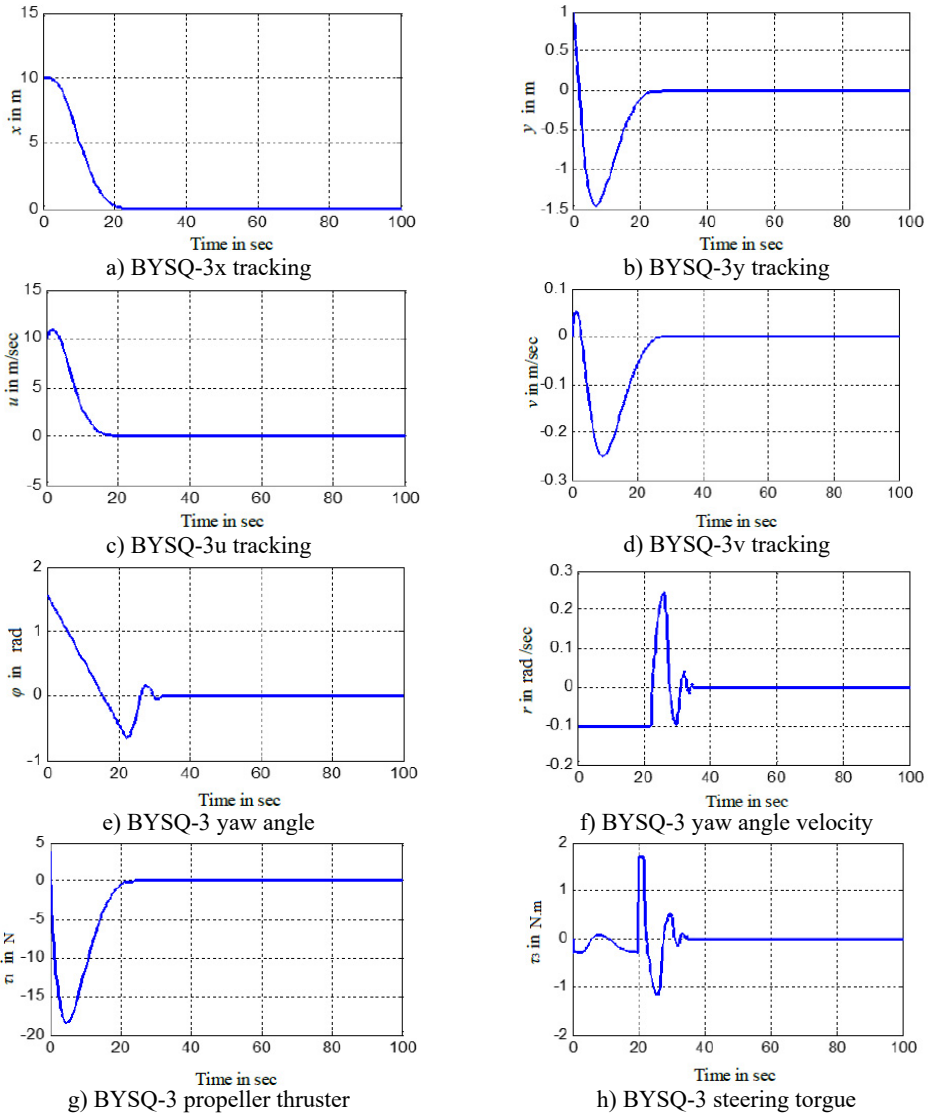 15
10
5
0
x in m
0 20 40 60 80 100
Time in sec
a) BYSQ-3x tracking
1
0.5
0
-0.5
-1
-1.5
y in m
0 20 40 60 80 100
Time in sec
b) BYSQ-3y tracking
15
10
5
0
-5
u in m/sec
0 20 40 60 80 100
Time in sec
c) BYSQ-3u tracking
0.1
0
-0.1
-0.2
-0.3
v in m/sec
0 20 40 60 80 100
Time in sec
d) BYSQ-3v tracking
2
1
0
-1
φ in rad
0 20 40 60 80 100
Time in sec
e) BYSQ-3 yaw angle
0.3
0.2
0.1
0
-0.1
-0.2
r in rad /sec
0 20 40 60 80 100
Time in sec
f) BYSQ-3 yaw angle velocity
5
0
-5
-10
-15
-20
τ1 in N
0 20 40 60 80 100
Time in sec
g) BYSQ-3 propeller thruster
2
1
0
-1
2
τ3 in N.m
0 20 40 60 80 100
Time in sec
h) BYSQ-3 steering torgue